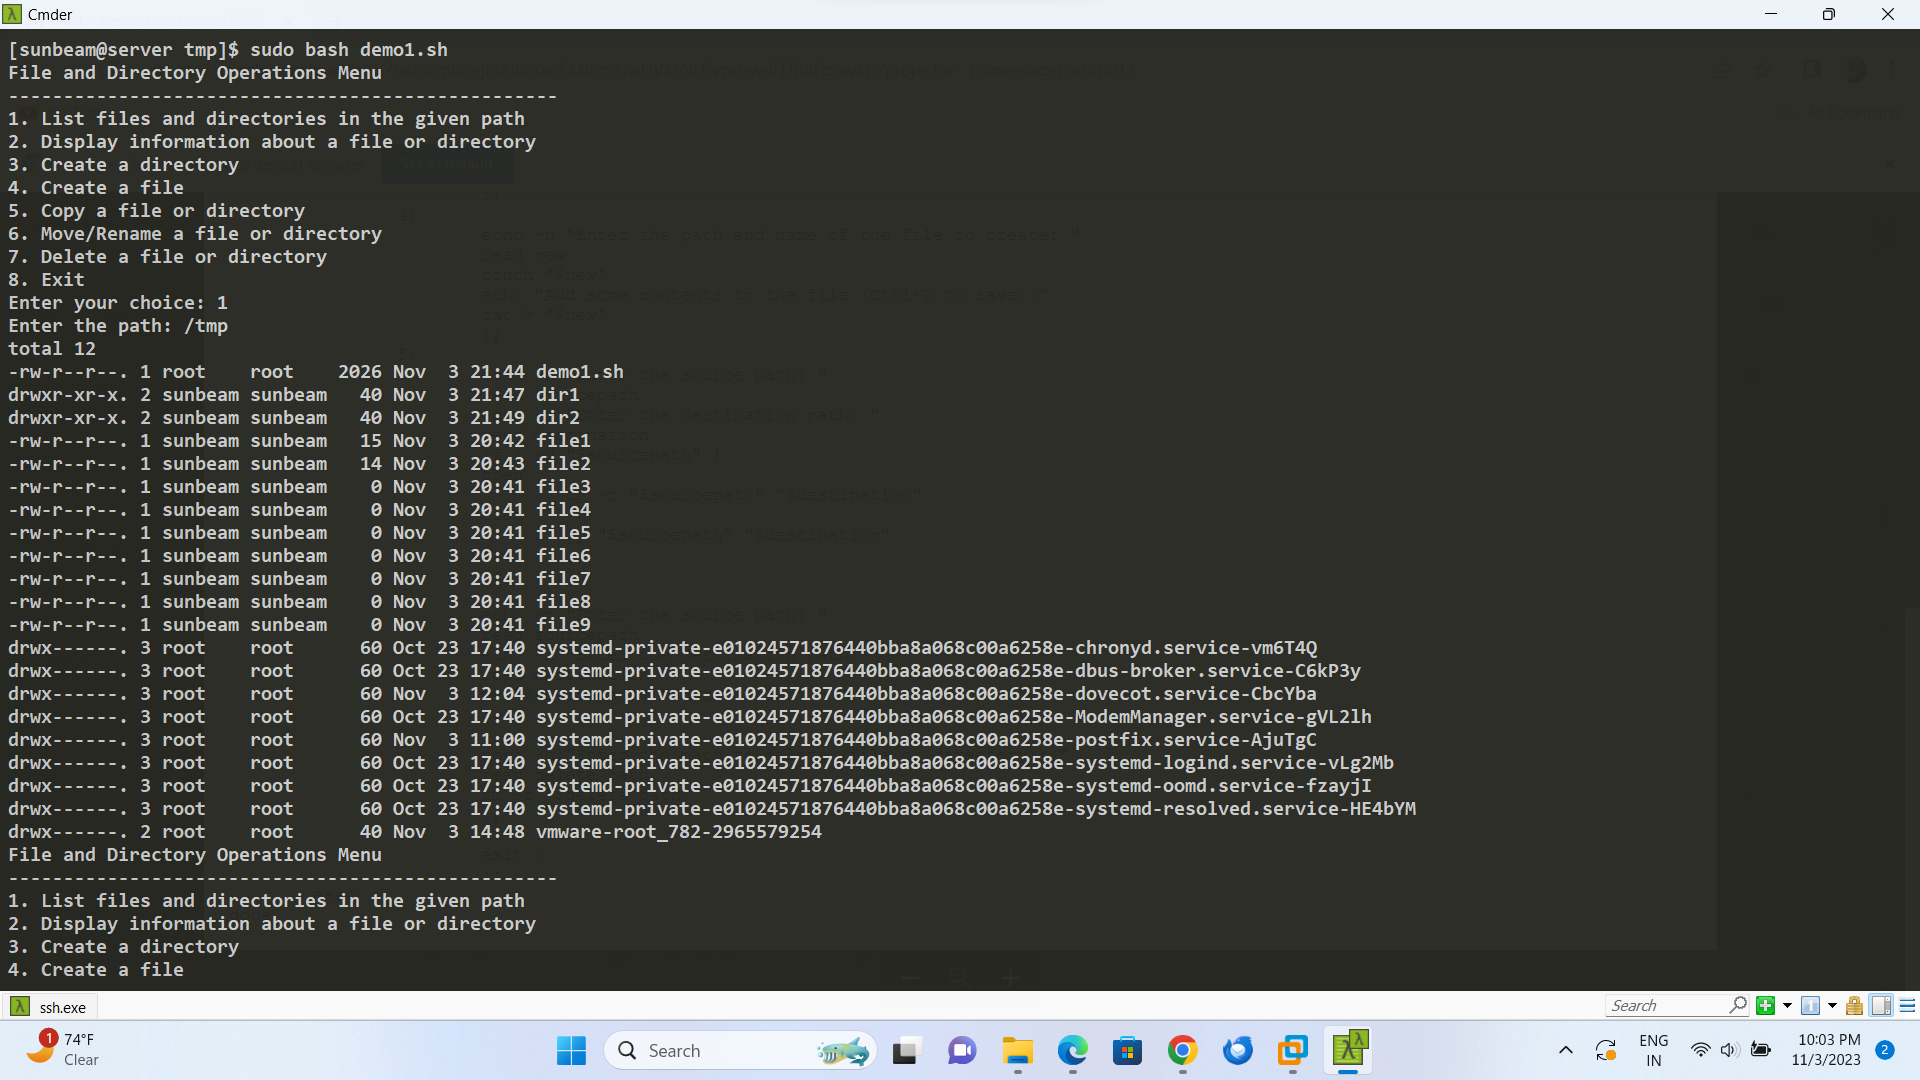 Cmder
[sunbeam@server tmp]$ sudo bash demo1.sh
File and Directory Operations Menu
--------------------------------------------------
1. List files and directories in the given path
2. Display information about a file or directory
3. Create a directory
4. Create a file
5. Copy a file or directory
6. Move/Rename a file or directory
7. Delete a file or directory
8. Exit
Enter your choice: 1
Enter the path: /tmp
total 12
-rw-r--r--. 1 root    root    2026 Nov  3 21:44 demo1.sh
drwxr-xr-x. 2 sunbeam sunbeam   40 Nov  3 21:47 dir1
drwxr-xr-x. 2 sunbeam sunbeam   40 Nov  3 21:49 dir2
-rw-r--r--. 1 sunbeam sunbeam   15 Nov  3 20:42 file1
-rw-r--r--. 1 sunbeam sunbeam   14 Nov  3 20:43 file2
-rw-r--r--. 1 sunbeam sunbeam    0 Nov  3 20:41 file3
-rw-r--r--. 1 sunbeam sunbeam    0 Nov  3 20:41 file4
-rw-r--r--. 1 sunbeam sunbeam    0 Nov  3 20:41 file5
-rw-r--r--. 1 sunbeam sunbeam    0 Nov  3 20:41 file6
-rw-r--r--. 1 sunbeam sunbeam    0 Nov  3 20:41 file7
-rw-r--r--. 1 sunbeam sunbeam    0 Nov  3 20:41 file8
-rw-r--r--. 1 sunbeam sunbeam    0 Nov  3 20:41 file9
drwx------. 3 root    root      60 Oct 23 17:40 systemd-private-e01024571876440bba8a068c00a6258e-chronyd.service-vm6T4Q
drwx------. 3 root    root      60 Oct 23 17:40 systemd-private-e01024571876440bba8a068c00a6258e-dbus-broker.service-C6kP3y
drwx------. 3 root    root      60 Nov  3 12:04 systemd-private-e01024571876440bba8a068c00a6258e-dovecot.service-CbcYba
drwx------. 3 root    root      60 Oct 23 17:40 systemd-private-e01024571876440bba8a068c00a6258e-ModemManager.service-gVL2lh
drwx------. 3 root    root      60 Nov  3 11:00 systemd-private-e01024571876440bba8a068c00a6258e-postfix.service-AjuTgC
drwx------. 3 root    root      60 Oct 23 17:40 systemd-private-e01024571876440bba8a068c00a6258e-systemd-logind.service-vLg2Mb
drwx------. 3 root    root      60 Oct 23 17:40 systemd-private-e01024571876440bba8a068c00a6258e-systemd-oomd.service-fzayjI
drwx------. 3 root    root      60 Oct 23 17:40 systemd-private-e01024571876440bba8a068c00a6258e-systemd-resolved.service-HE4bYM
drwx------. 2 root    root      40 Nov  3 14:48 vmware-root_782-2965579254
File and Directory Operations Menu
--------------------------------------------------
1. List files and directories in the given path
2. Display information about a file or directory
3. Create a directory
4. Create a file
ssh.exe
Search
1
74°F
Clear
Search
ENG
IN
10:03 PM
11/3/2023
2